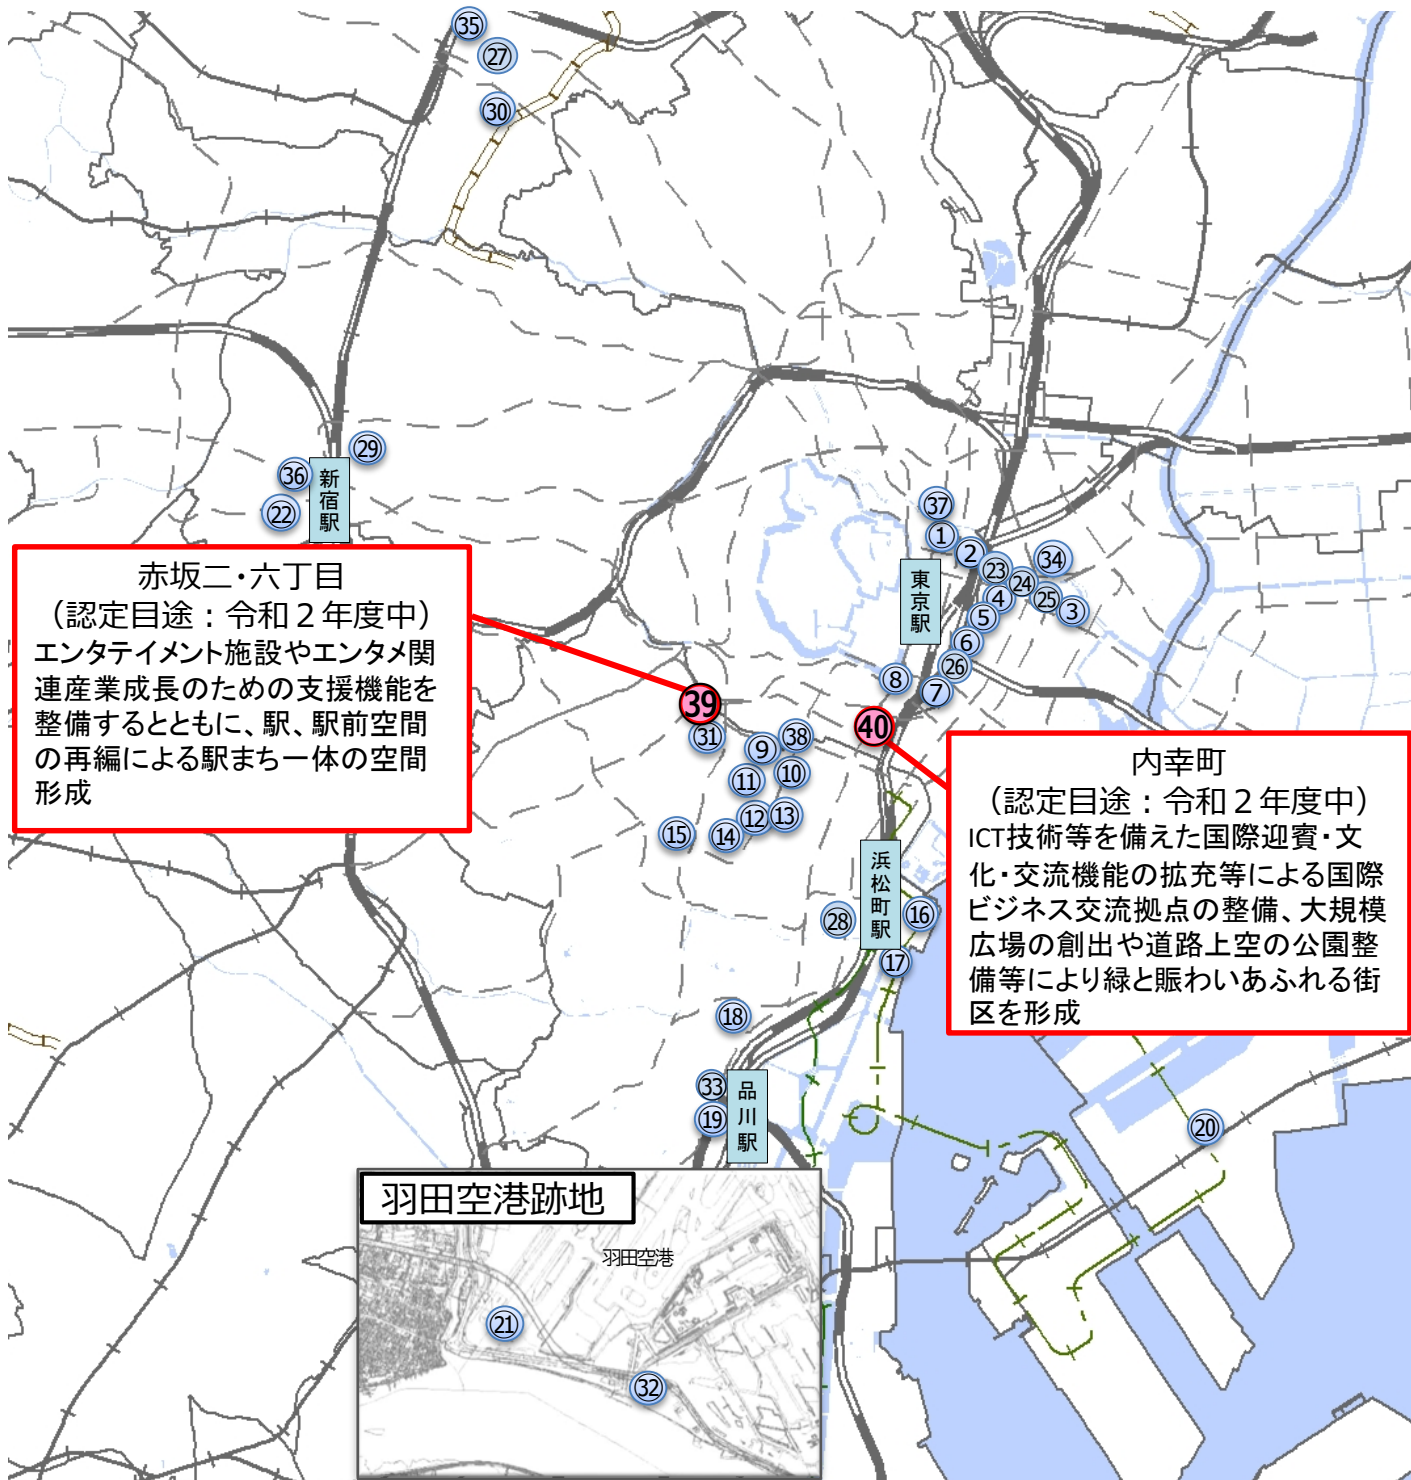 ㉟
㉗
㉚
㉙
㊱
新宿駅
㉒
㊲
①
②
㉓
㉞
㉔
④
㉕
③
東京駅
⑤
⑥
㉖
⑧
⑦
赤坂二・六丁目
（認定目途：令和２年度中）
エンタテイメント施設やエンタメ関
連産業成長のための支援機能を
整備するとともに、駅、駅前空間
の再編による駅まち一体の空間
形成
39
㉛
40
㊳
⑨
⑩
⑪
⑫
⑬
⑭
⑮
内幸町
（認定目途：令和２年度中）
ICT技術等を備えた国際迎賓・文
化・交流機能の拡充等による国際
ビジネス交流拠点の整備、大規模
広場の創出や道路上空の公園整
備等により緑と賑わいあふれる街
区を形成
浜松町駅
㉘
⑯
⑰
⑱
㉝
品川駅
⑲
⑳
羽田空港跡地
羽田空港
㉑
㉜